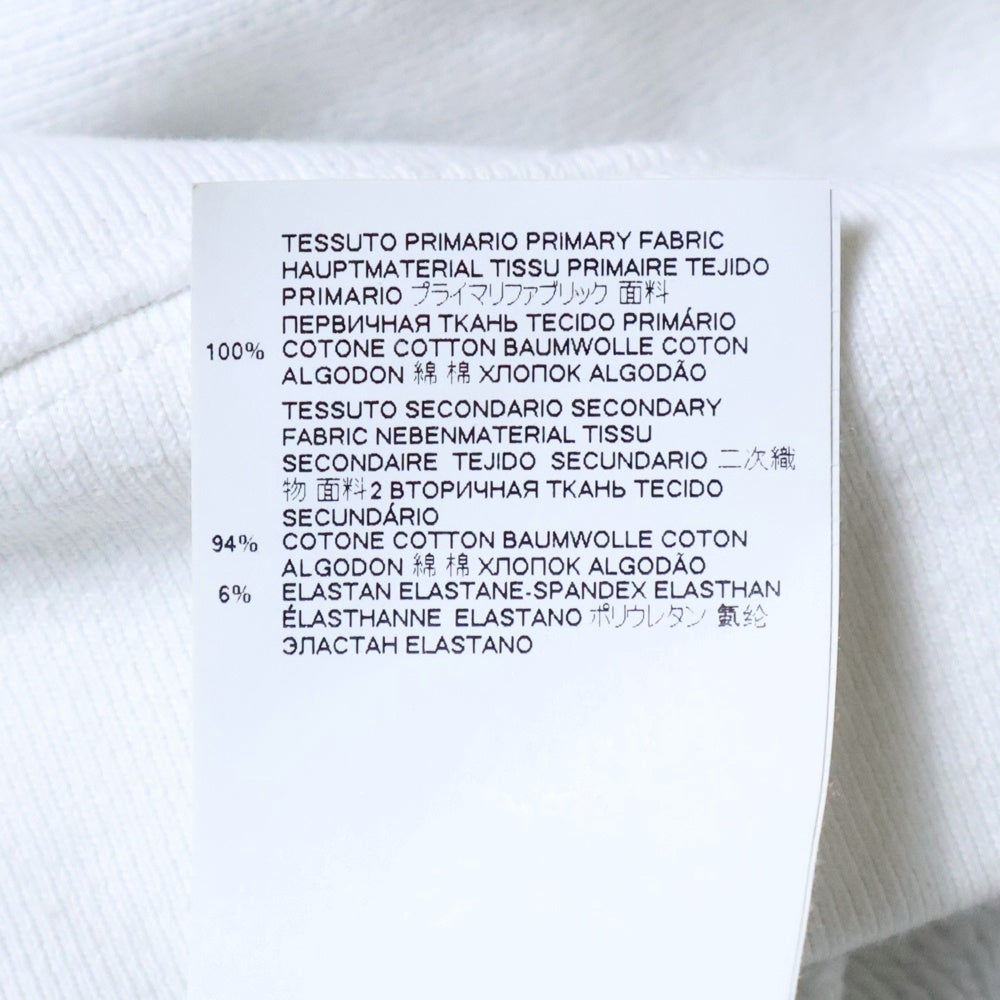 TESSUTO PRIMARIO PRIMARY FABRIC
HAUPTMATERIAL TISSU PRIMAIRE TEJIDO
PRIMARIO プライマリファブリック 面料
ПЕРВИЧНАЯ ТКАНЬ TECIDO PRIMÁRIO
100% COTONE COTTON BAUMWOLLE COTON
ALGODON 綿 棉 ХЛОПОК ALGODÃO
TESSUTO SECONDARIO SECONDARY
FABRIC NEBENMATERIAL TISSU
SECONDAIRE TEJIDO SECUNDARIO 二次織
物 面料2 ВТОРИЧНАЯ ТКАНЬ TECIDO
SECUNDÁRIO
94% COTONE COTTON BAUMWOLLE COTON
ALGODON 綿 棉 ХЛОПОК ALGODÃO
6% ELASTAN ELASTANE-SPANDEX ELASTHAN
ÉLASTHANNE ELASTANO ポリウレタン 氨纶
ЭЛАСТАН ELASTANO